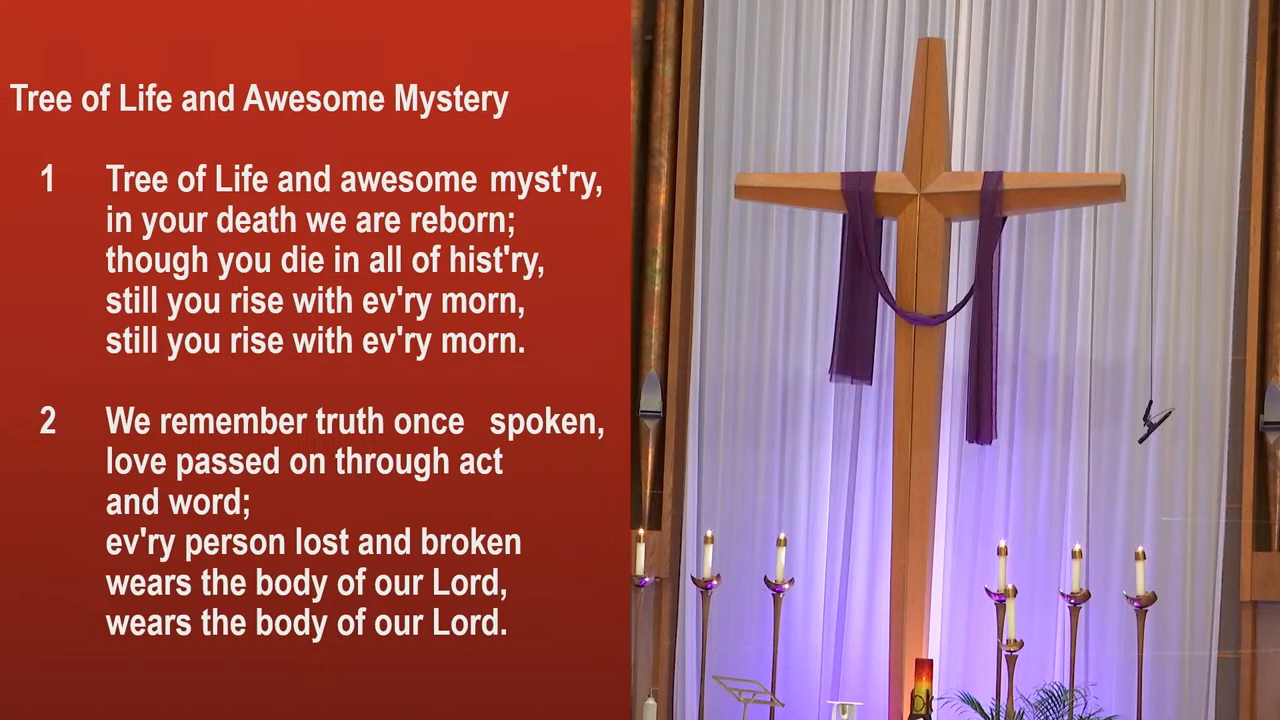 Tree of Life and Awesome Mystery
1 Tree of Life and awesome myst'ry,
in your death we are reborn;
though you die in all of hist'ry,
still you rise with ev'ry morn,
still you rise with ev'ry morn.
2 We remember truth once spoken,
love passed on through act
and word;
ev'ry person lost and broken
wears the body of our Lord,
wears the body of our Lord.